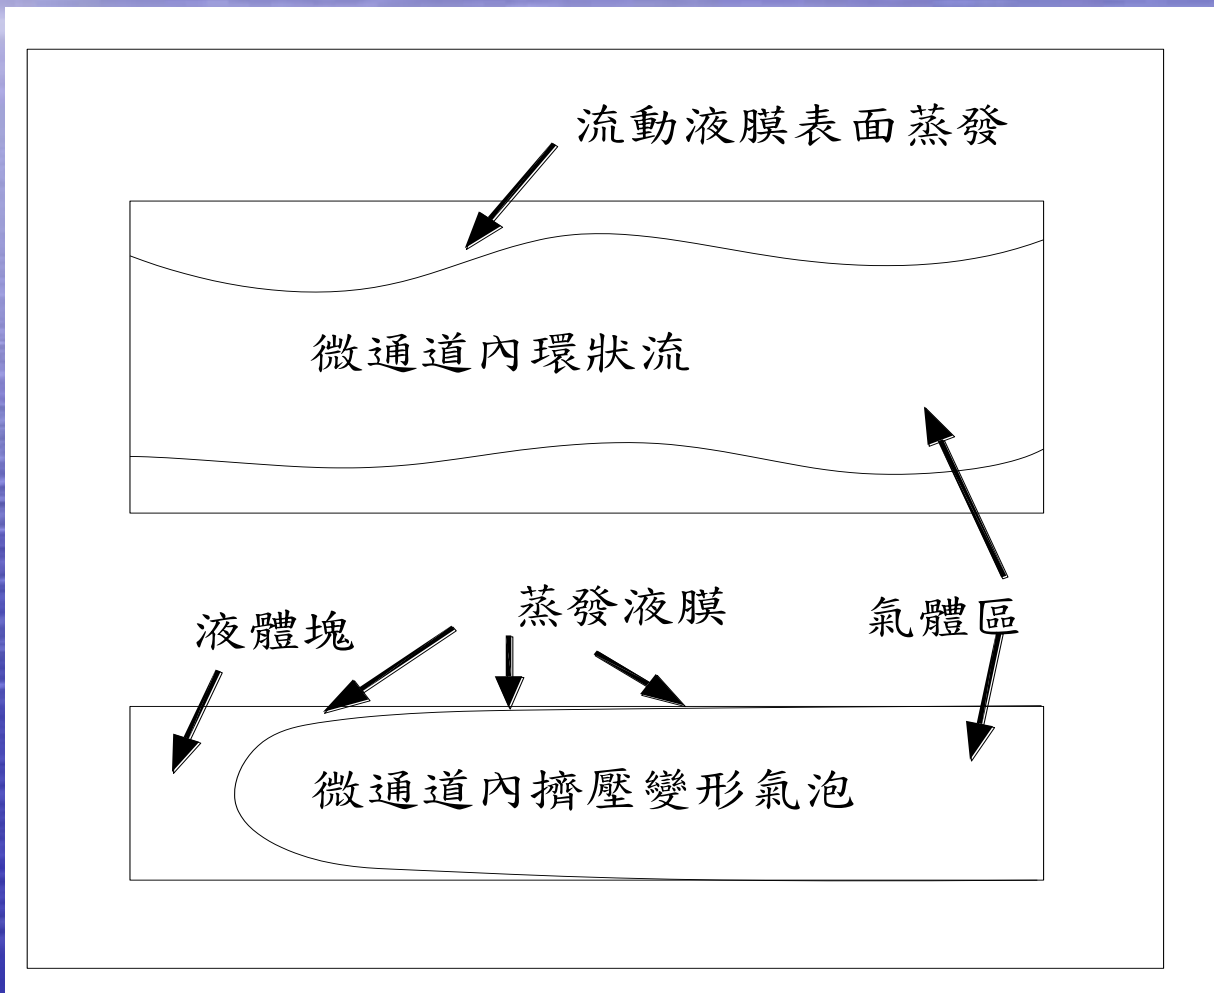 流動液膜表面蒸發
微通道內環狀流
液體塊
蒸發液膜
氣體區
微通道內擠壓變形氣泡